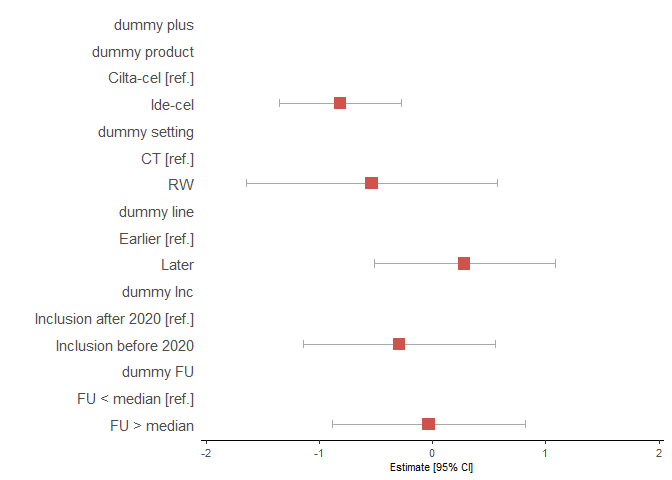 dummy plus
dummy product
Cilta-cel [ref.]
Ide-cel
dummy setting
CT [ref.]
RW
dummy line
Earlier [ref.]
Later
dummy Inc
Inclusion after 2020 [ref.]
Inclusion before 2020
dummy FU
FU < median [ref.]
FU > median
-2 -1 0 1 2
Estimate [95% CI]